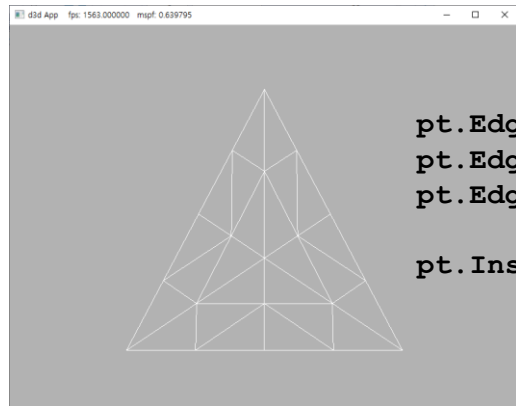 d3d App fps: 1563.000000 mspf: 0.639795
pt.Edg
pt.Edg
pt.Edg
pt.Ins